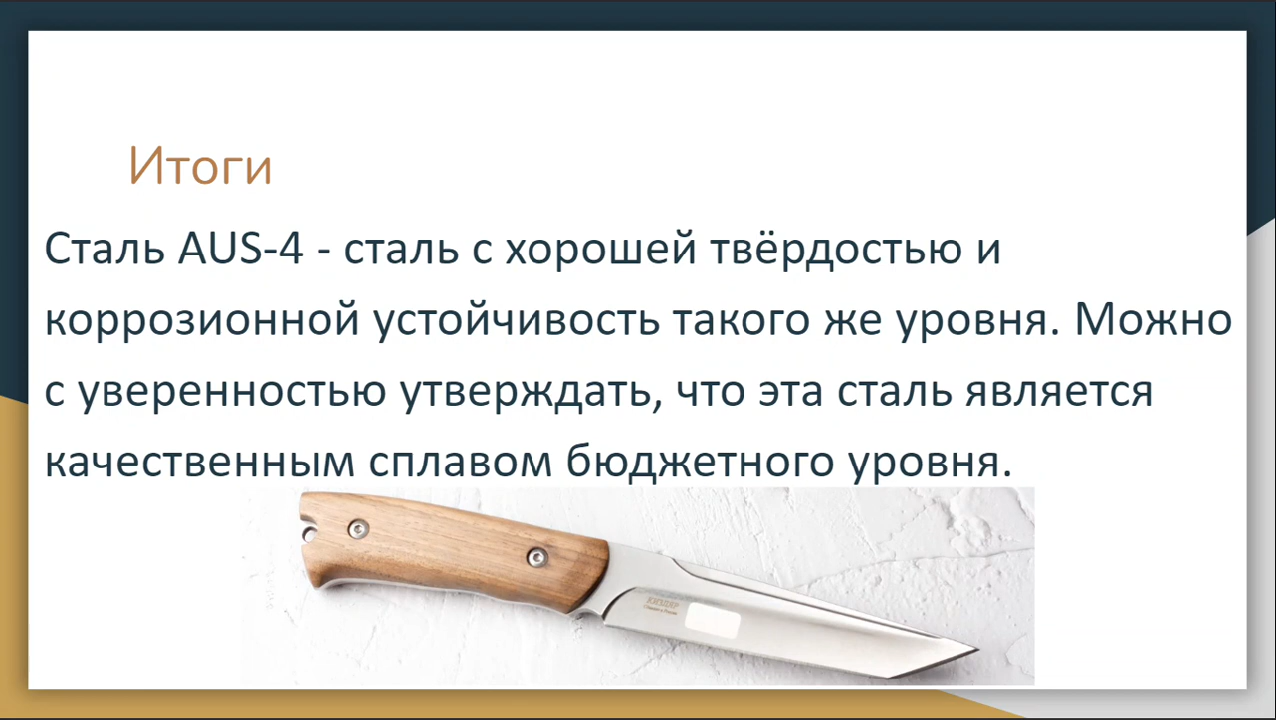 Итоги
Сталь AUS-4 - сталь с хорошей твёрдостью и
коррозионной устойчивость такого же уровня. Можно
с уверенностью утверждать, что эта сталь является
качественным сплавом бюджетного уровня.
КИЗЛЯР